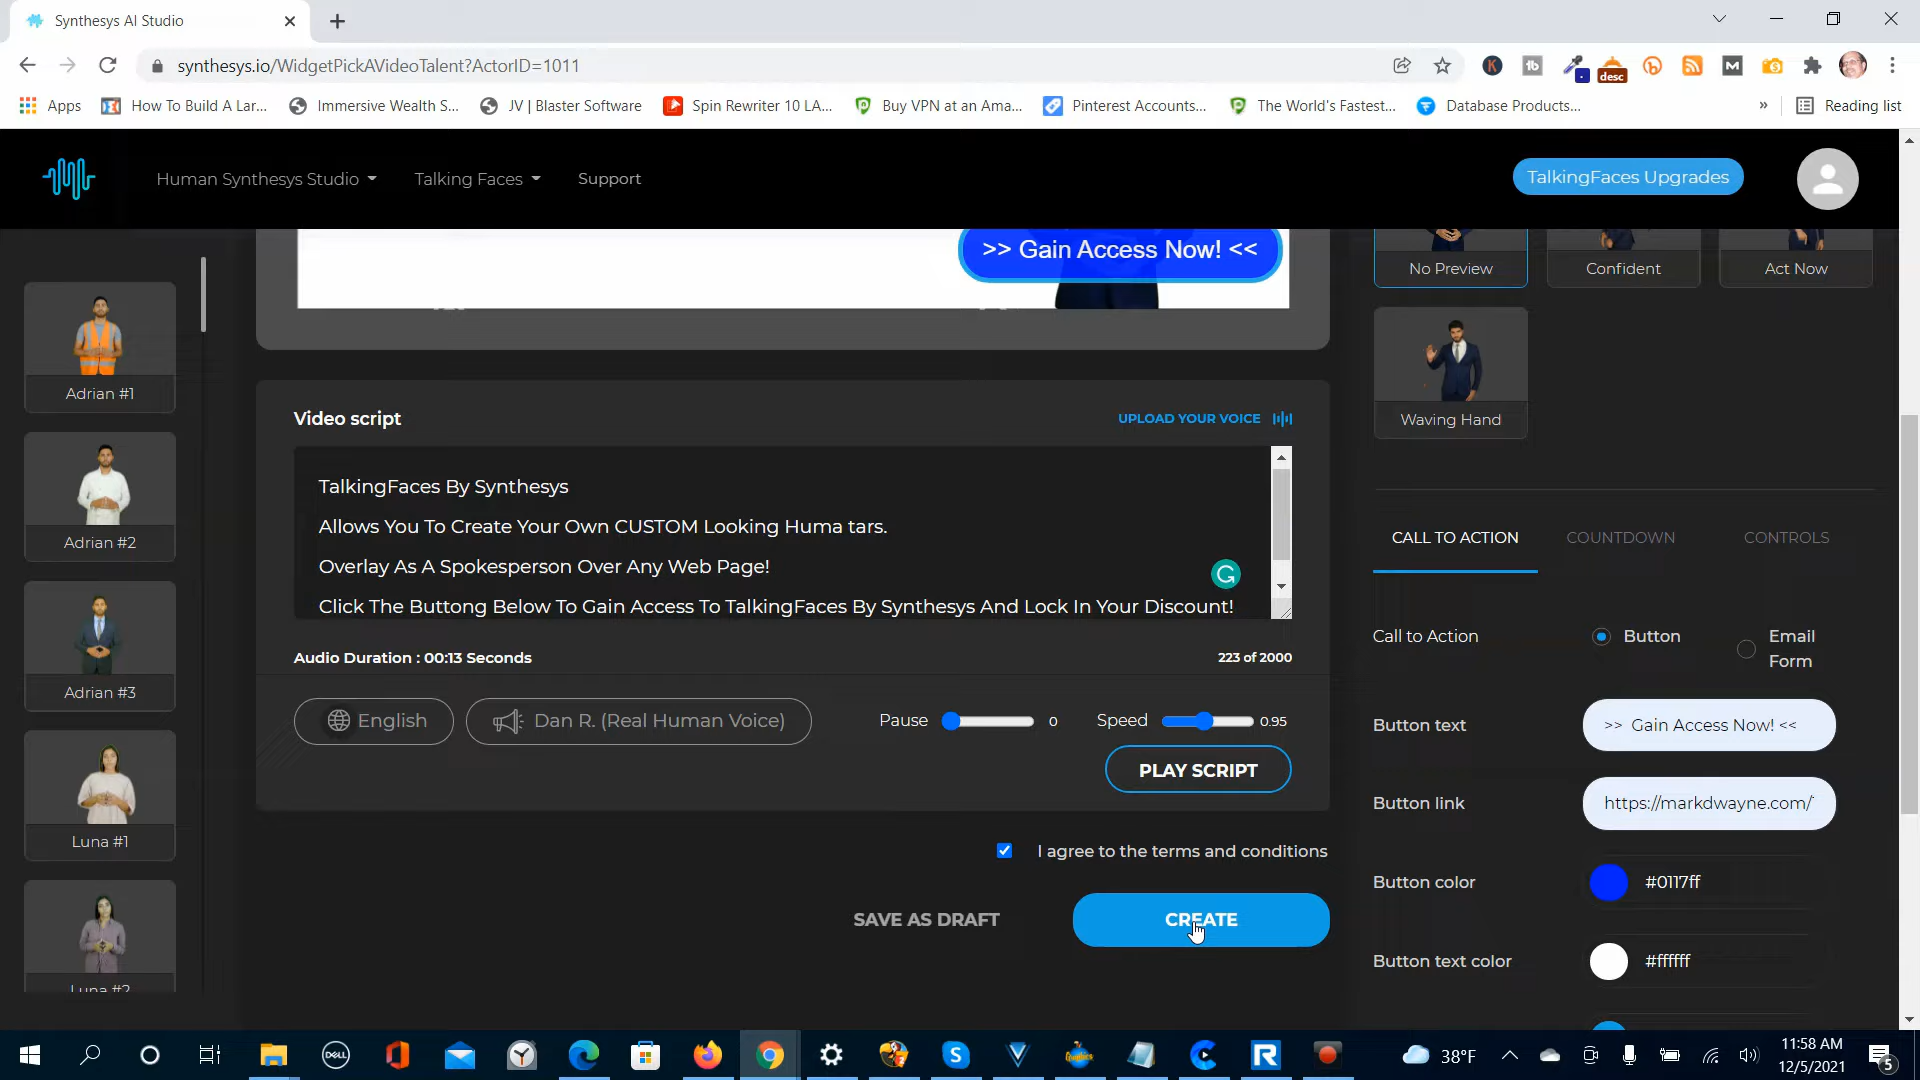 Synthesys AI Studio
synthesys.io/WidgetPickAVideoTalent?ActorID=1011
desc
Apps
How To Build A Lar...
Immersive Wealth S...
JV | Blaster Software
Spin Rewriter 10 LA...
Buy VPN at an Ama...
Pinterest Accounts...
The World's Fastest...
Database Products...
»
Reading list
Human Synthesys Studio
Talking Faces
Support
TalkingFaces Upgrades
>> Gain Access Now! <<
No Preview
Confident
Act Now
Waving Hand
Adrian #1
Adrian #2
Adrian #3
Luna #1
Luna #2
Video script
UPLOAD YOUR VOICE
TalkingFaces By Synthesys
Allows You To Create Your Own CUSTOM Looking Huma tars.
Overlay As A Spokesperson Over Any Web Page!
Click The Buttong Below To Gain Access To TalkingFaces By Synthesys And Lock In Your Discount!
Audio Duration : 00:13 Seconds
223 of 2000
English
Dan R. (Real Human Voice)
Pause
0
Speed
0.95
PLAY SCRIPT
I agree to the terms and conditions
SAVE AS DRAFT
CREATE
CALL TO ACTION
COUNTDOWN
CONTROLS
Call to Action
Button
Email
Form
Button text
>> Gain Access Now! <<
Button link
https://markdwayne.com/
Button color
#0117ff
Button text color
#ffffff
38°F
11:58 AM
12/5/2021
5